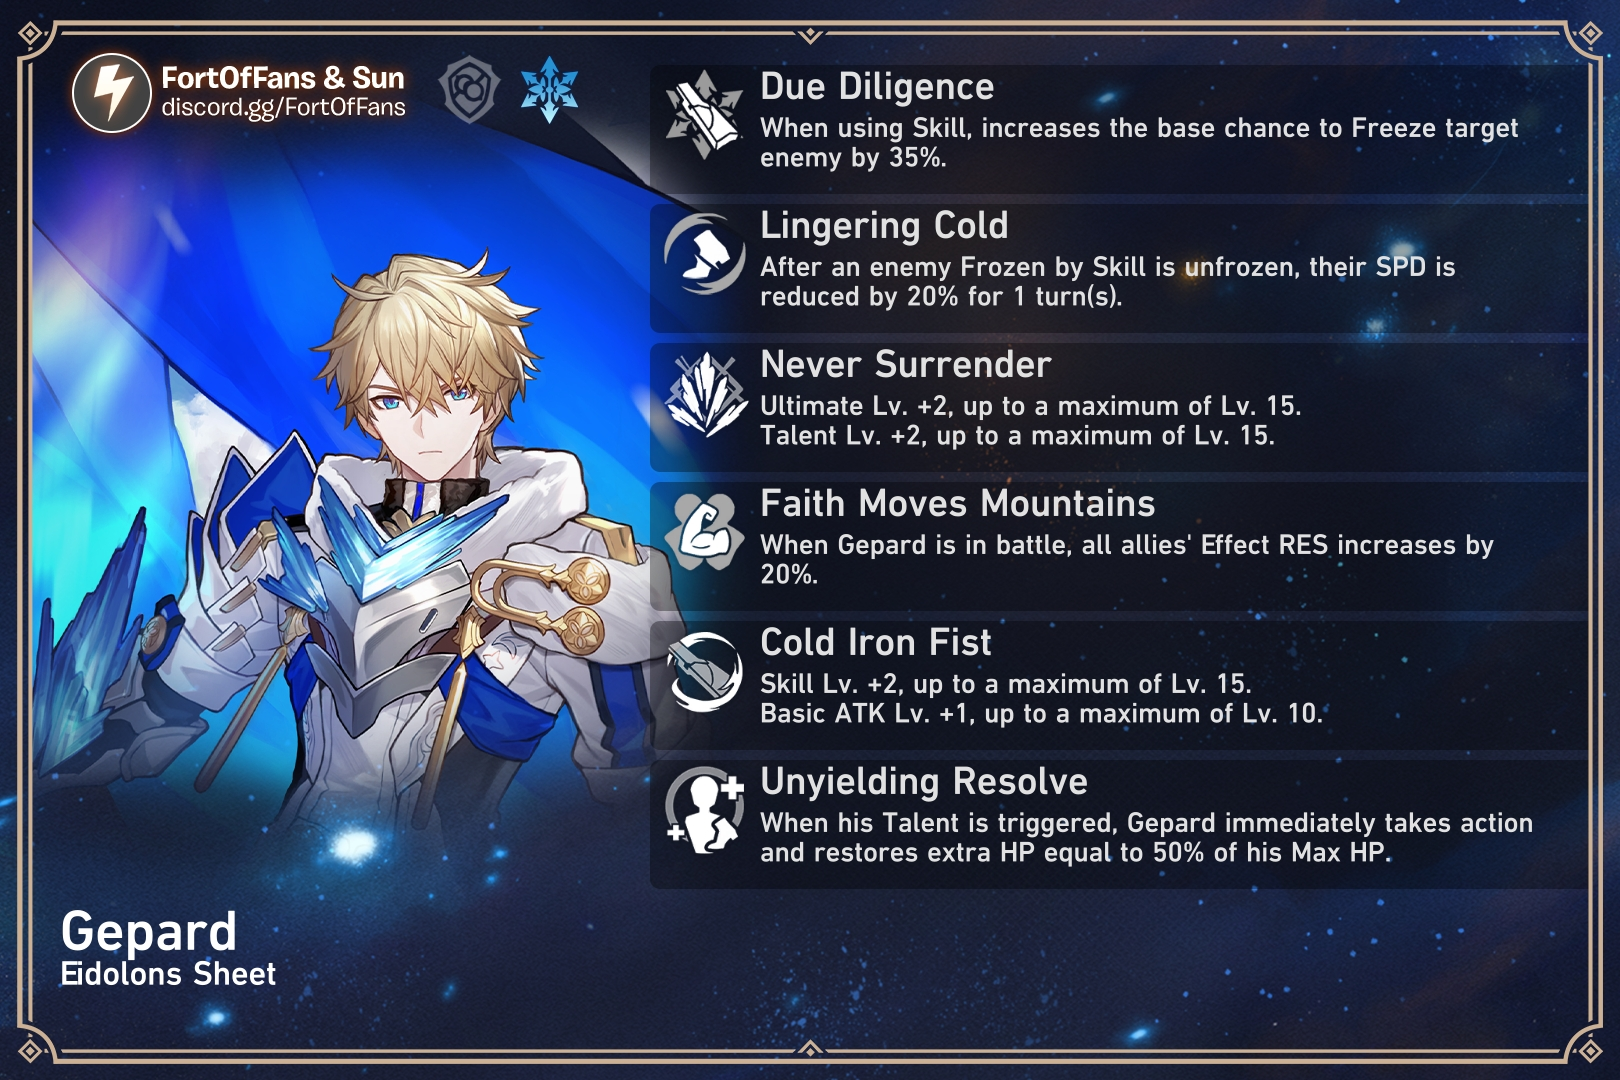 FortOfFans & Sun
discord.gg/FortOfFans
Due Diligence
When using Skill, increases the base chance to Freeze target
enemy by 35%.
Lingering Cold
After an enemy Frozen by Skill is unfrozen, their SPD is
reduced by 20% for 1 turn(s).
Never Surrender
Ultimate Lv. +2, up to a maximum of Lv. 15.
Talent Lv. +2, up to a maximum of Lv. 15.
Faith Moves Mountains
When Gepard is in battle, all allies' Effect RES increases by
20%.
Cold Iron Fist
Skill Lv. +2, up to a maximum of Lv. 15.
Basic ATK Lv. +1, up to a maximum of Lv. 10.
Unyielding Resolve
When his Talent is triggered, Gepard immediately takes action
and restores extra HP equal to 50% of his Max HP.
Gepard
Eidolons Sheet